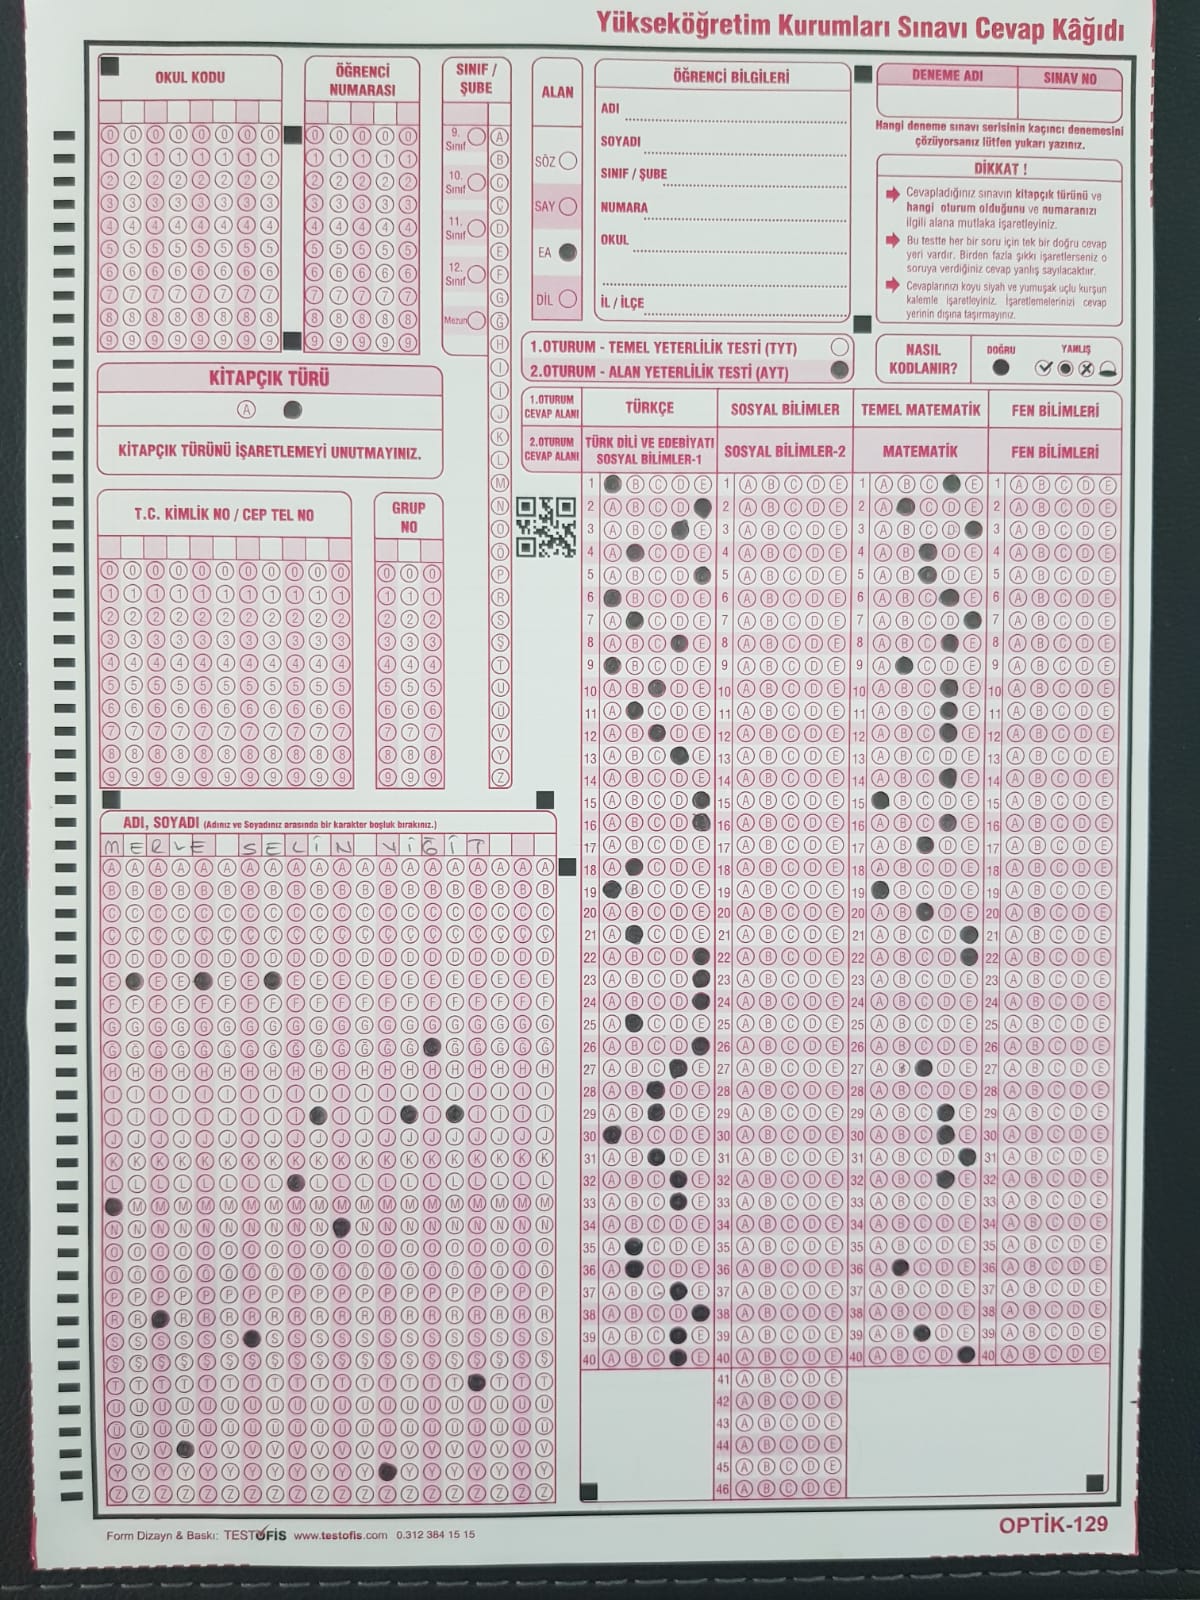 Yükseköğretim Kurumları Sınavı Cevap Kâğıdı
OKUL KODU
ÖĞRENCİ NUMARASI
SINIF / ŞUBE
9. Sınıf
10. Sınıf
11. Sınıf
12. Sınıf
Mezun
ALAN
SÖZ
SAY
EA
DİL
ÖĞRENCİ BİLGİLERİ
ADI
SOYADI
SINIF / ŞUBE
NUMARA
OKUL
İL / İLÇE
DENEME ADI
SINAV NO
Hangi deneme sınavı serisinin kaçıncı denemesini
çözüyorsanız lütfen yukarı yazınız.
DİKKAT !
Cevapladığınız sınavın kitapçık türünü ve
hangi oturum olduğunu ve numaranızı
ilgili alana mutlaka işaretleyiniz.
Bu testte her bir soru için tek bir doğru cevap
yeri vardır. Birden fazla şıkkı işaretlerseniz o
soruya verdiğiniz cevap yanlış sayılacaktır.
Cevaplarınızı koyu siyah ve yumuşak uçlu kurşun
kalemle işaretleyiniz. İşaretlemelerinizi cevap
yerinin dışına taşırmayınız.
1.OTURUM - TEMEL YETERLİLİK TESTİ (TYT)
2.OTURUM - ALAN YETERLİLİK TESTİ (AYT)
NASIL KODLANIR?
DOĞRU
YANLIŞ
KİTAPÇIK TÜRÜ
A
KİTAPÇIK TÜRÜNÜ İŞARETLEMEYİ UNUTMAYINIZ.
1.OTURUM CEVAP ALANI
TÜRKÇE
SOSYAL BİLİMLER
TEMEL MATEMATİK
FEN BİLİMLERİ
2.OTURUM CEVAP ALANI
TÜRK DİLİ VE EDEBİYATI SOSYAL BİLİMLER-1
SOSYAL BİLİMLER-2
MATEMATİK
FEN BİLİMLERİ
T.C. KİMLİK NO / CEP TEL NO
GRUP NO
ADI, SOYADI (Adınız ve Soyadınız arasında bir karakter boşluk bırakınız.)
MERVE SELİN YİĞİT
Form Dizayn & Baskı: TESTOFİS www.testofis.com 0.312 384 15 15
OPTİK-129